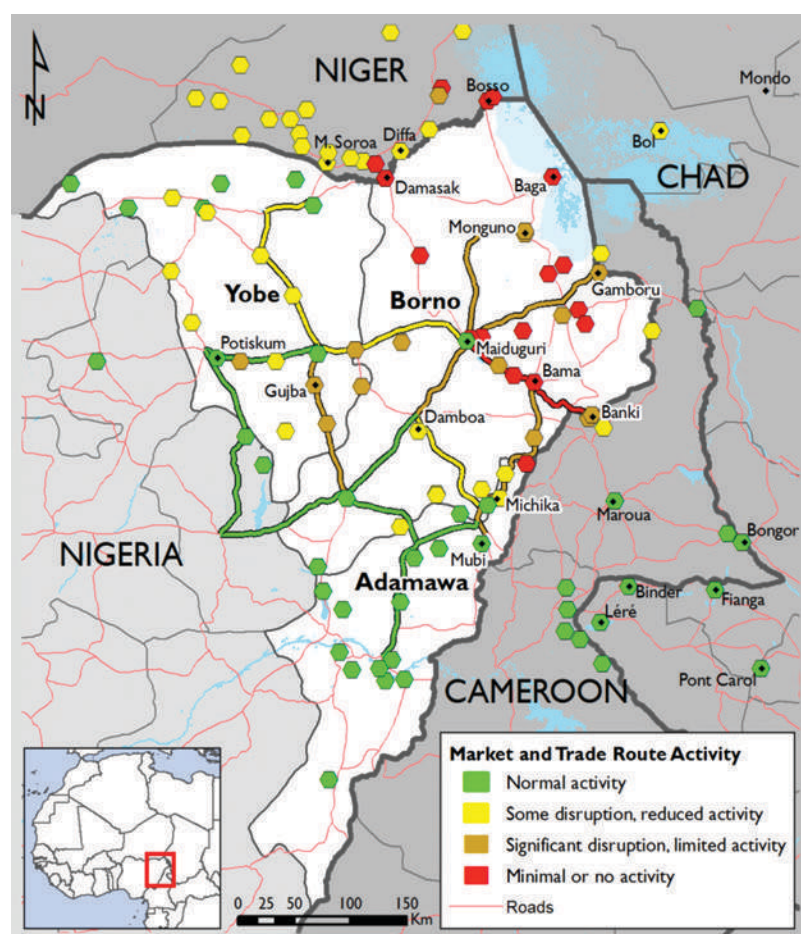 NIGER
Mondo
Bosso
N
M. Soroa
Diffa
Bol
CHAD
Damasak
Baga
Monguno
Gamboru
Yobe
Borno
Potiskum
Maiduguri
Bama
Gujba
Banki
Damboa
Michika
Maroua
NIGERIA
Mubi
Bongor
Adamawa
Binder
Fianga
Léré
CAMEROON
Pont Carol
Market and Trade Route Activity
Normal activity
Some disruption, reduced activity
Significant disruption, limited activity
Minimal or no activity
Roads
0 25 50 100 150
Km